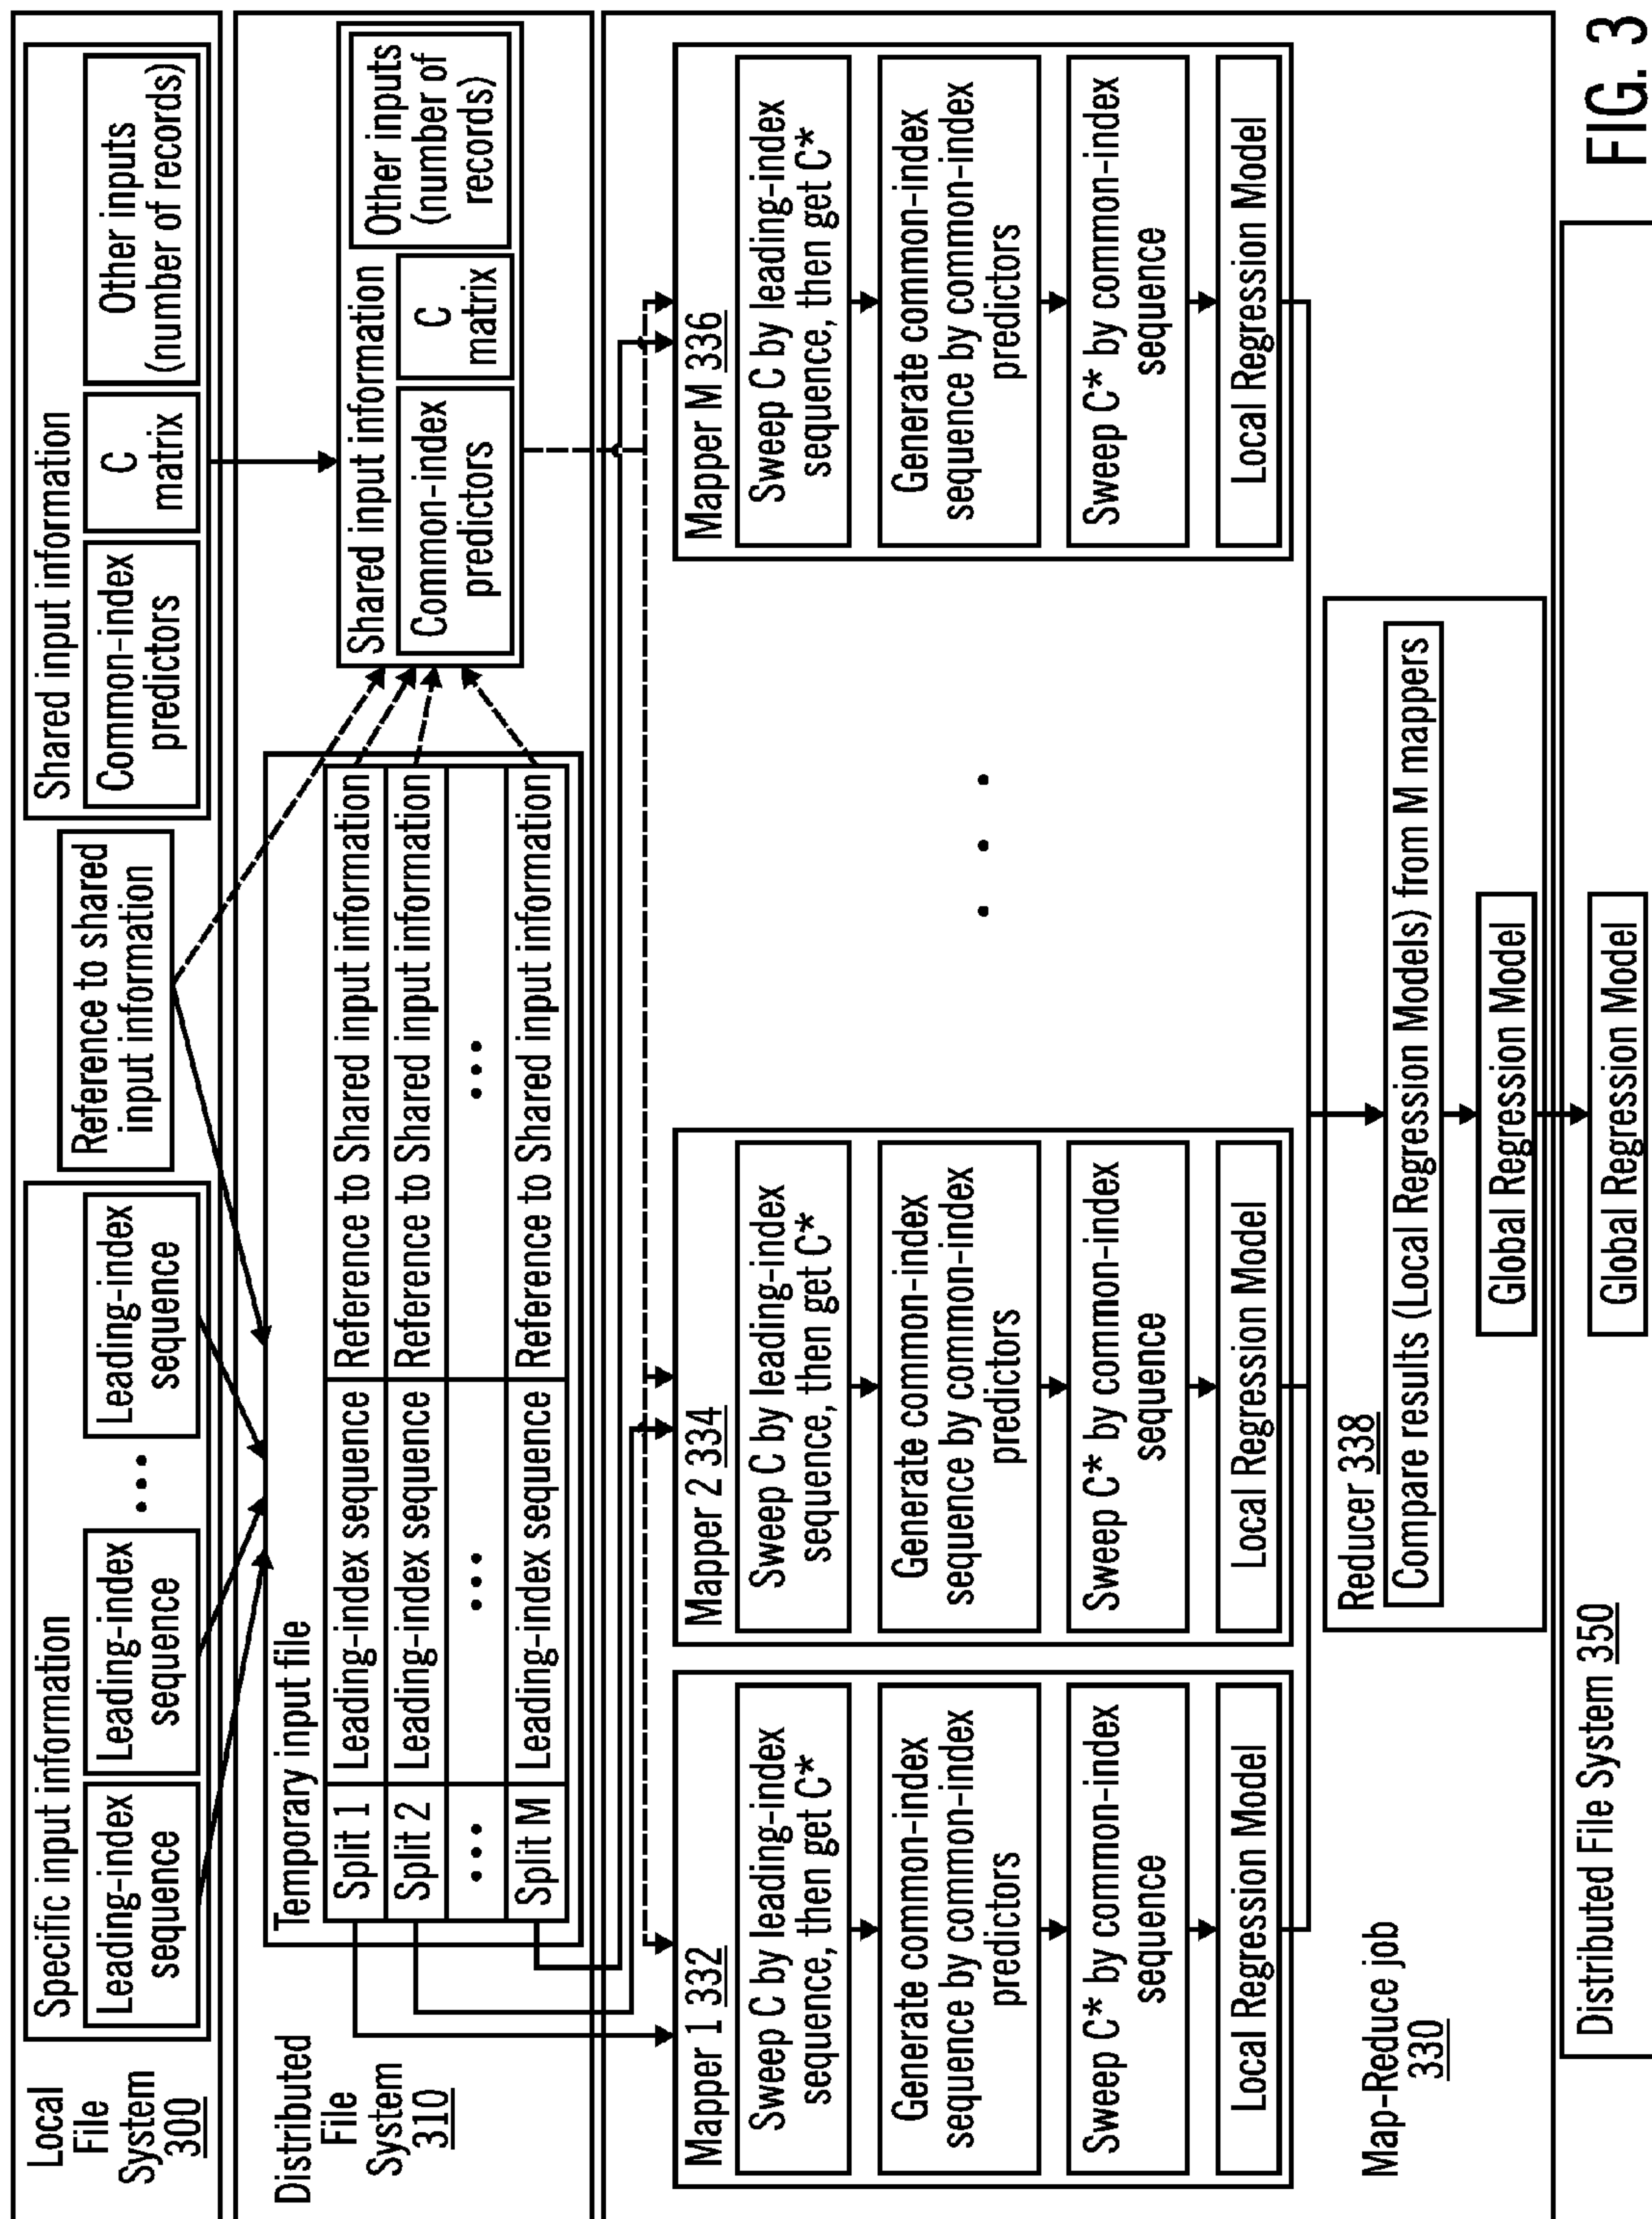 Local
File
System
300
Specific input information
Leading-index
sequence
Leading-index
sequence
...
Leading-index
sequence
Reference to shared
input information
Shared input information
Common-index
predictors
C
matrix
Other inputs
(number of records)
Distributed
File
System
310
Temporary input file
Split 1 Leading-index sequence Reference to Shared input information
Split 2 Leading-index sequence Reference to Shared input information
... ... ...
Split M Leading-index sequence Reference to Shared input information
Shared input information
Common-index
predictors
C
matrix
Other inputs
(number of
records)
Mapper 1 332
Sweep C by leading-index
sequence, then get C*
Generate common-index
sequence by common-index
predictors
Sweep C* by common-index
sequence
Local Regression Model
Mapper 2 334
Sweep C by leading-index
sequence, then get C*
Generate common-index
sequence by common-index
predictors
Sweep C* by common-index
sequence
Local Regression Model
. . .
Mapper M 336
Sweep C by leading-index
sequence, then get C*
Generate common-index
sequence by common-index
predictors
Sweep C* by common-index
sequence
Local Regression Model
Map-Reduce job
330
Reducer 338
Compare results (Local Regression Models) from M mappers
Global Regression Model
Distributed File System 350
Global Regression Model
FIG. 3